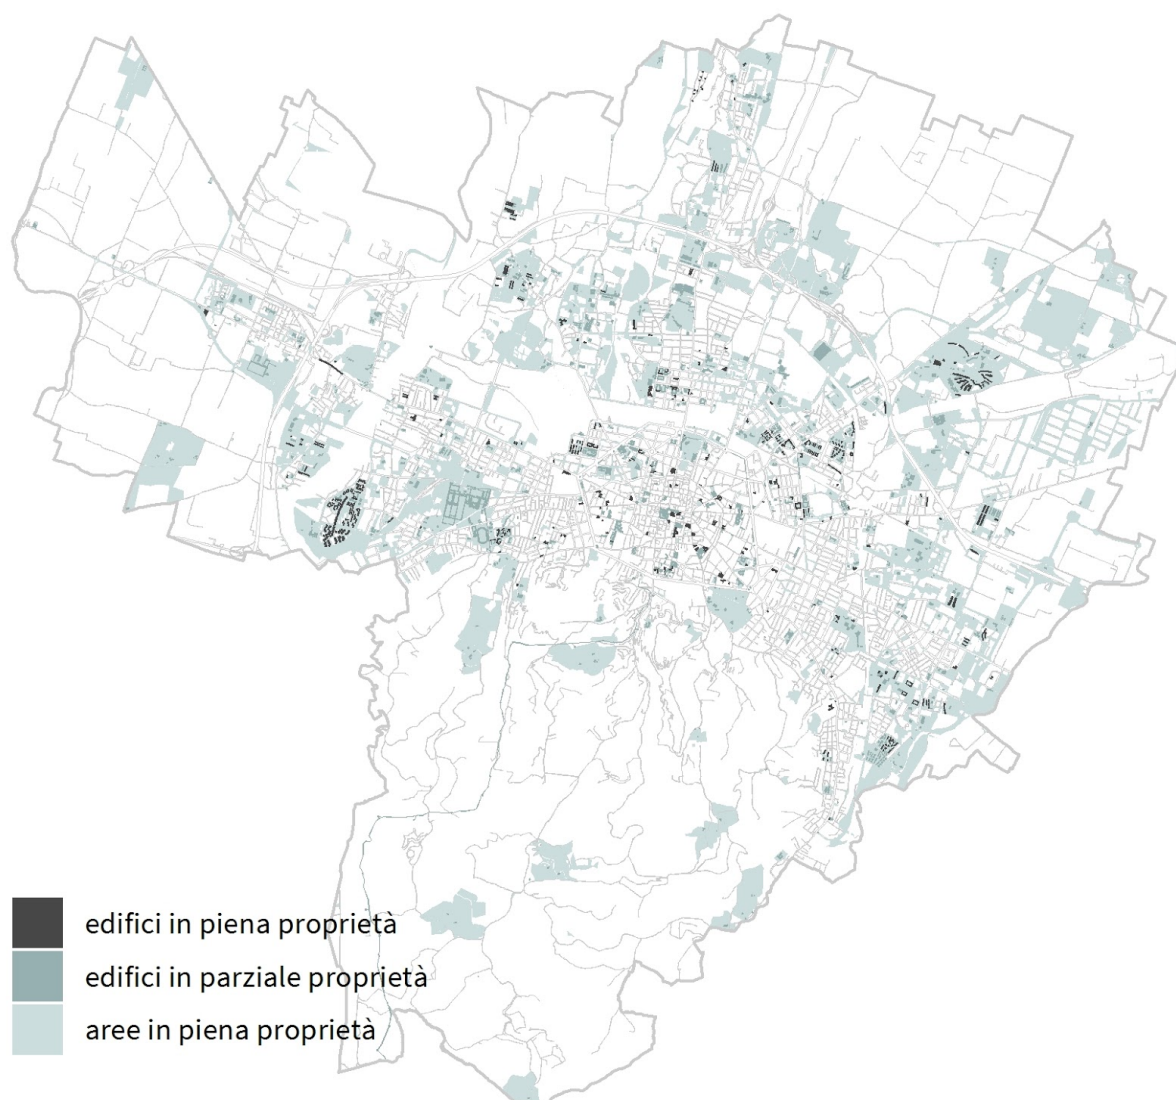 edifici in piena proprietà
edifici in parziale proprietà
aree in piena proprietà